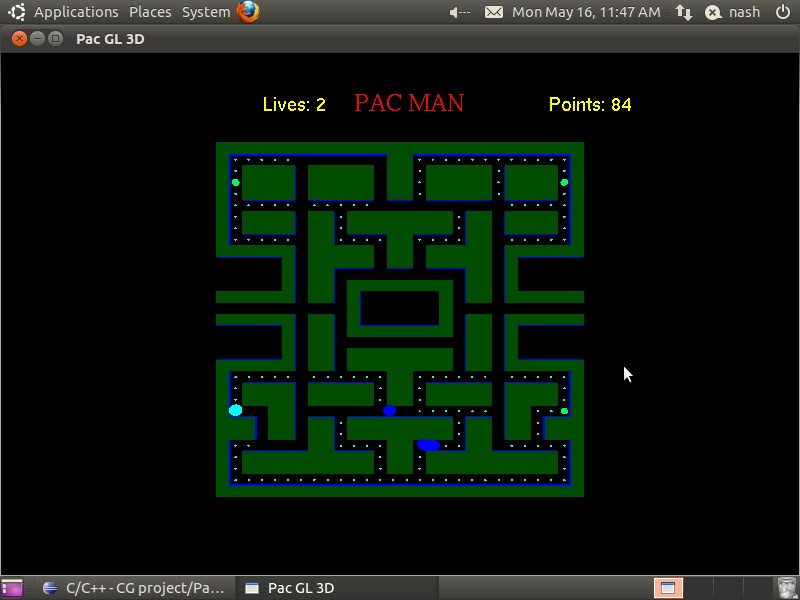 Applications Places System Mon May 16, 11:47 AM nash
Pac GL 3D
Lives: 2 PAC MAN Points: 84
C/C++ - CG project/Pa... Pac GL 3D